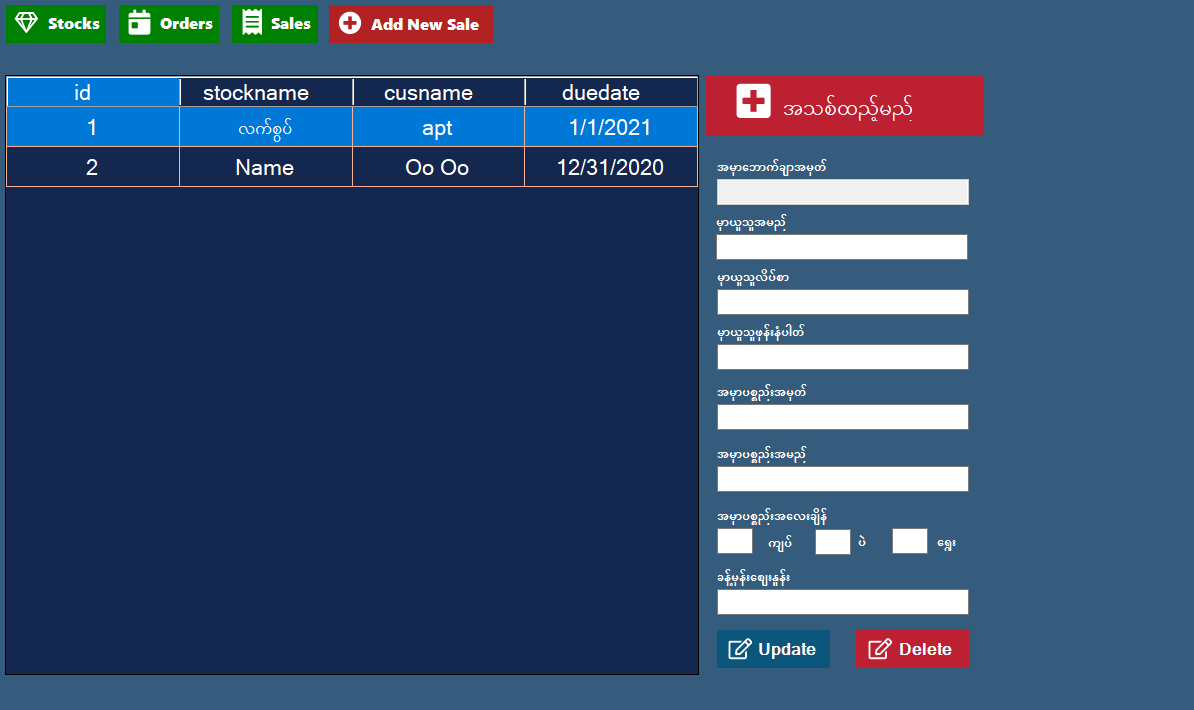 Stocks Orders Sales Add New Sale
id stockname cusname duedate
1 လက်စွပ် apt 1/1/2021
2 Name Oo Oo 12/31/2020
အသစ်ထည့်မည်
အမှာဘောက်ချာအမှတ်
မှာယူသူအမည်
မှာယူသူလိပ်စာ
မှာယူသူဖုန်းနံပါတ်
အမှာပစ္စည်းအမှတ်
အမှာပစ္စည်းအမည်
အမှာပစ္စည်းအလေးချိန်
ကျပ် ပဲ ရွေး
ခန့်မှန်းဈေးနှုန်း
Update Delete